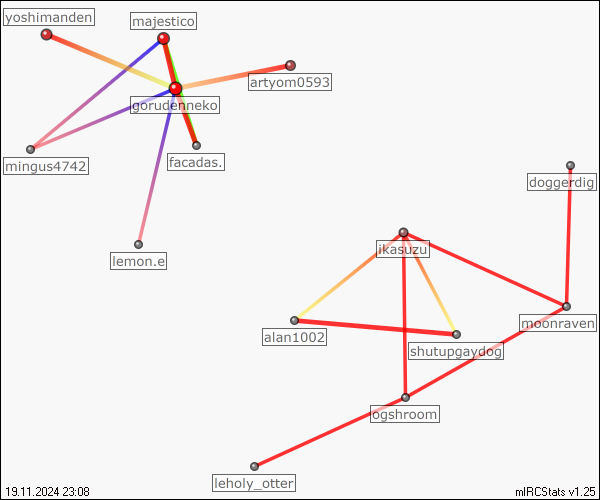 yoshimanden
majestico
artyom0593
gorudenneko
mingus4742
facadas.
doggerdig
ikasuzu
lemon.e
moonraven
alan1002
shutupgaydog
ogshroom
leholy_otter
19.11.2024 23:08
mIRCStats v1.25